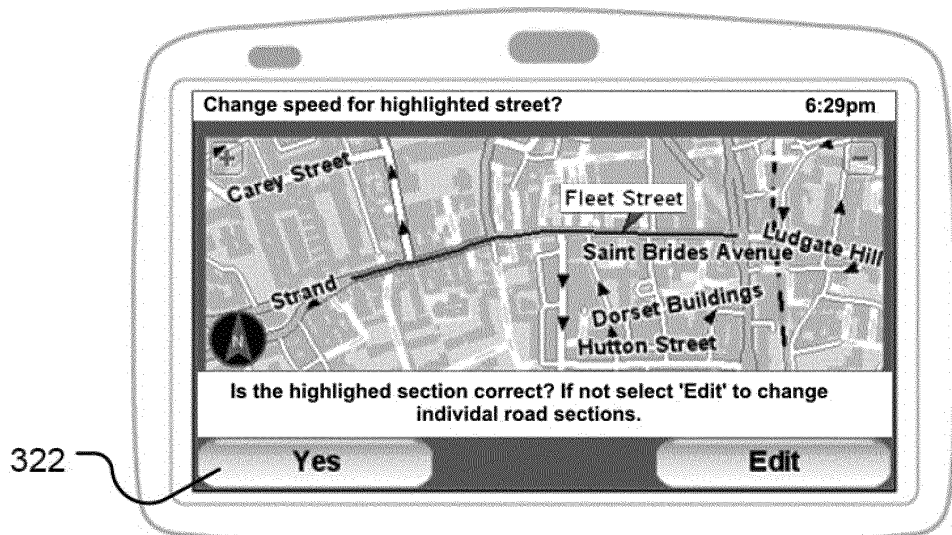 Change speed for highlighted street? 6:29pm
+ −
Carey Street
Fleet Street
Ludgate Hill
Saint Brides Avenue
Strand
Dorset Buildings
Hutton Street
N
Is the highlighed section correct? If not select 'Edit' to change
individal road sections.
322
Yes Edit